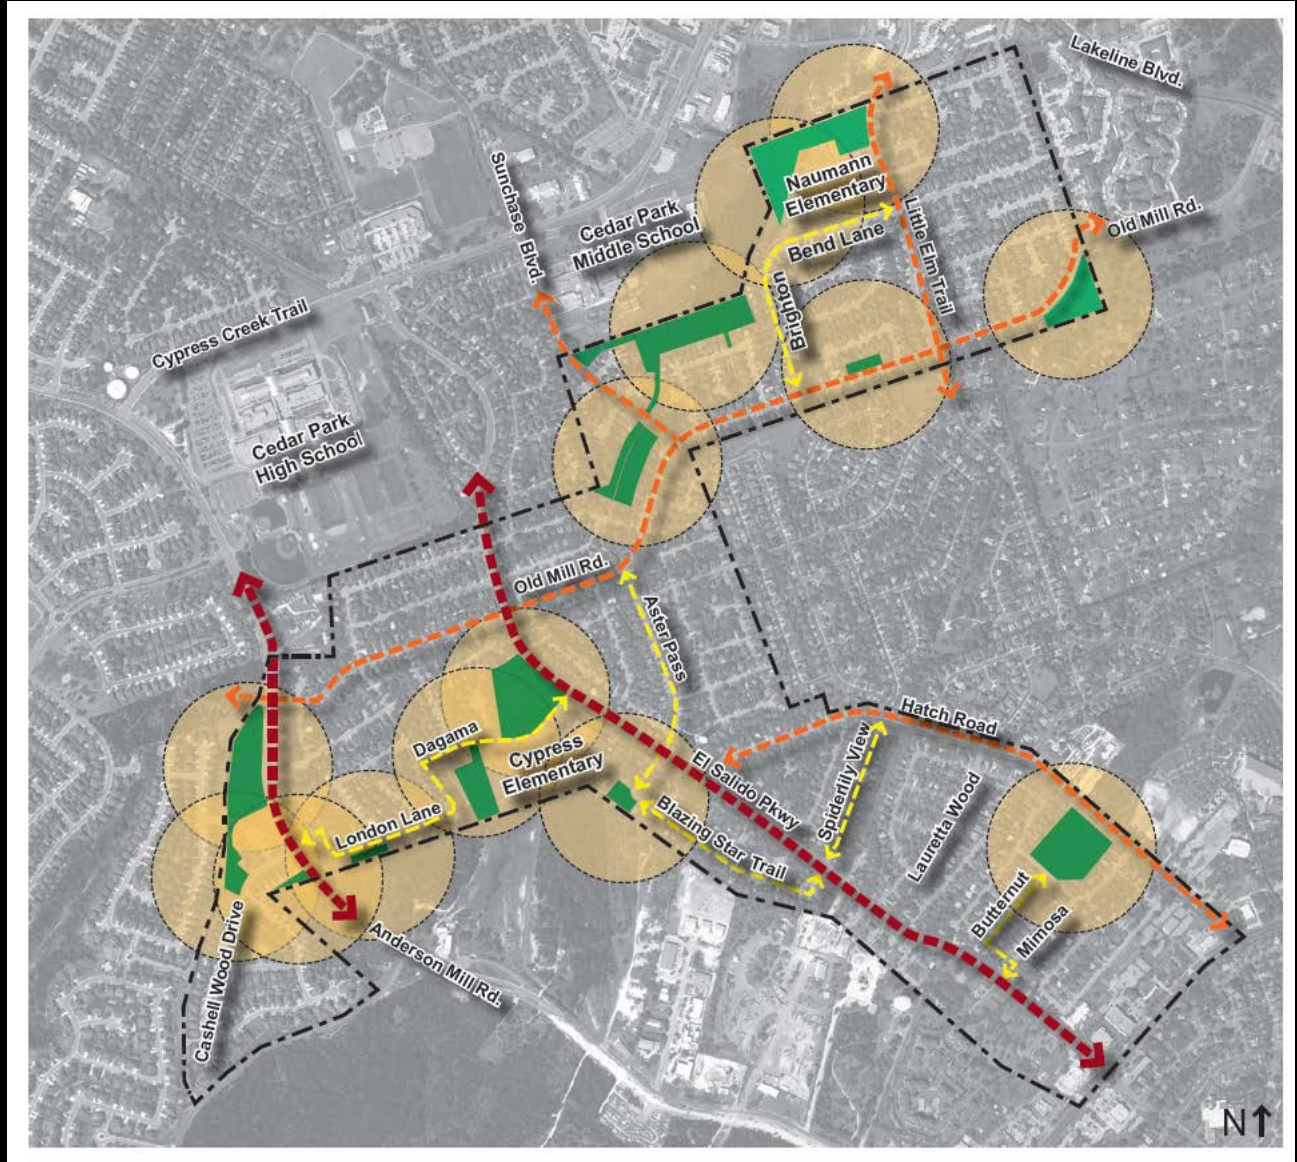 Lakeline Blvd.
Sunchase Blvd.
Naumann
Elementary
Cedar Park
Middle School
Bend Lane
Little Elm Trail
Old Mill Rd.
Brighton
Cypress Creek Trail
Cedar Park
High School
Old Mill Rd.
Aster Pass
Hatch Road
Dagama
Cypress
Elementary
El Salido Pkwy
Spiderlily View
London Lane
Blazing Star Trail
Lauretta Wood
Butternut
Mimosa
Cashell Wood Drive
Anderson Mill Rd.
N